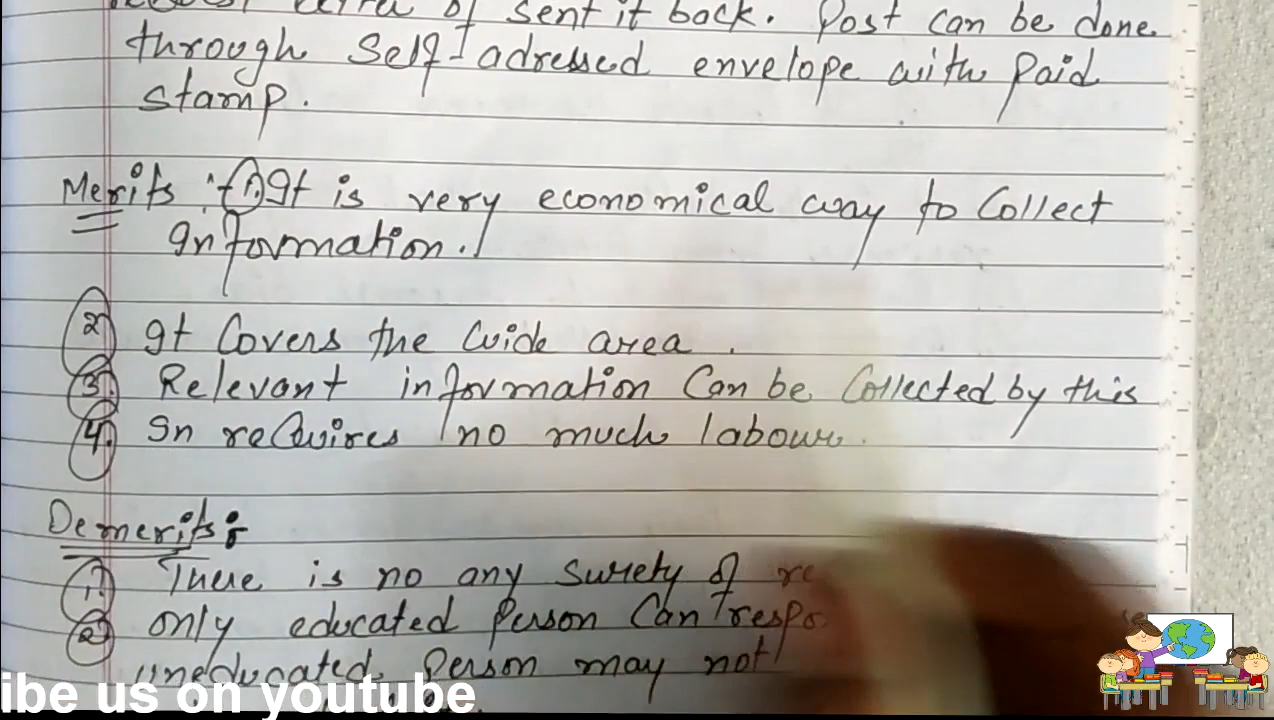 of sent it back. Post can be done
through Self-adressed envelope with Paid
stamp.
Merits :- 1. It is very economical way to Collect
Information.
2. It Covers the wide area.
3. Relevant information Can be Collected by this
4. In requires no much labour.
Demerits:
1. There is no any surety of re
2. only educated Person Can respo
uneducated Person may not
ibe us on youtube